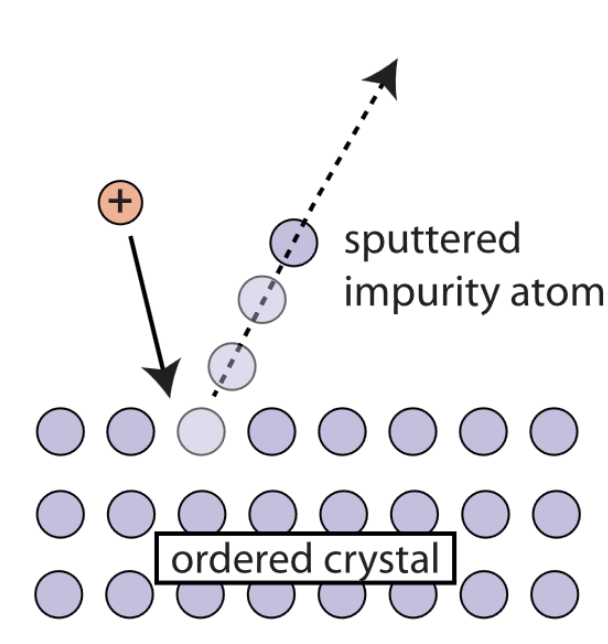 +
sputtered
impurity atom
ordered crystal